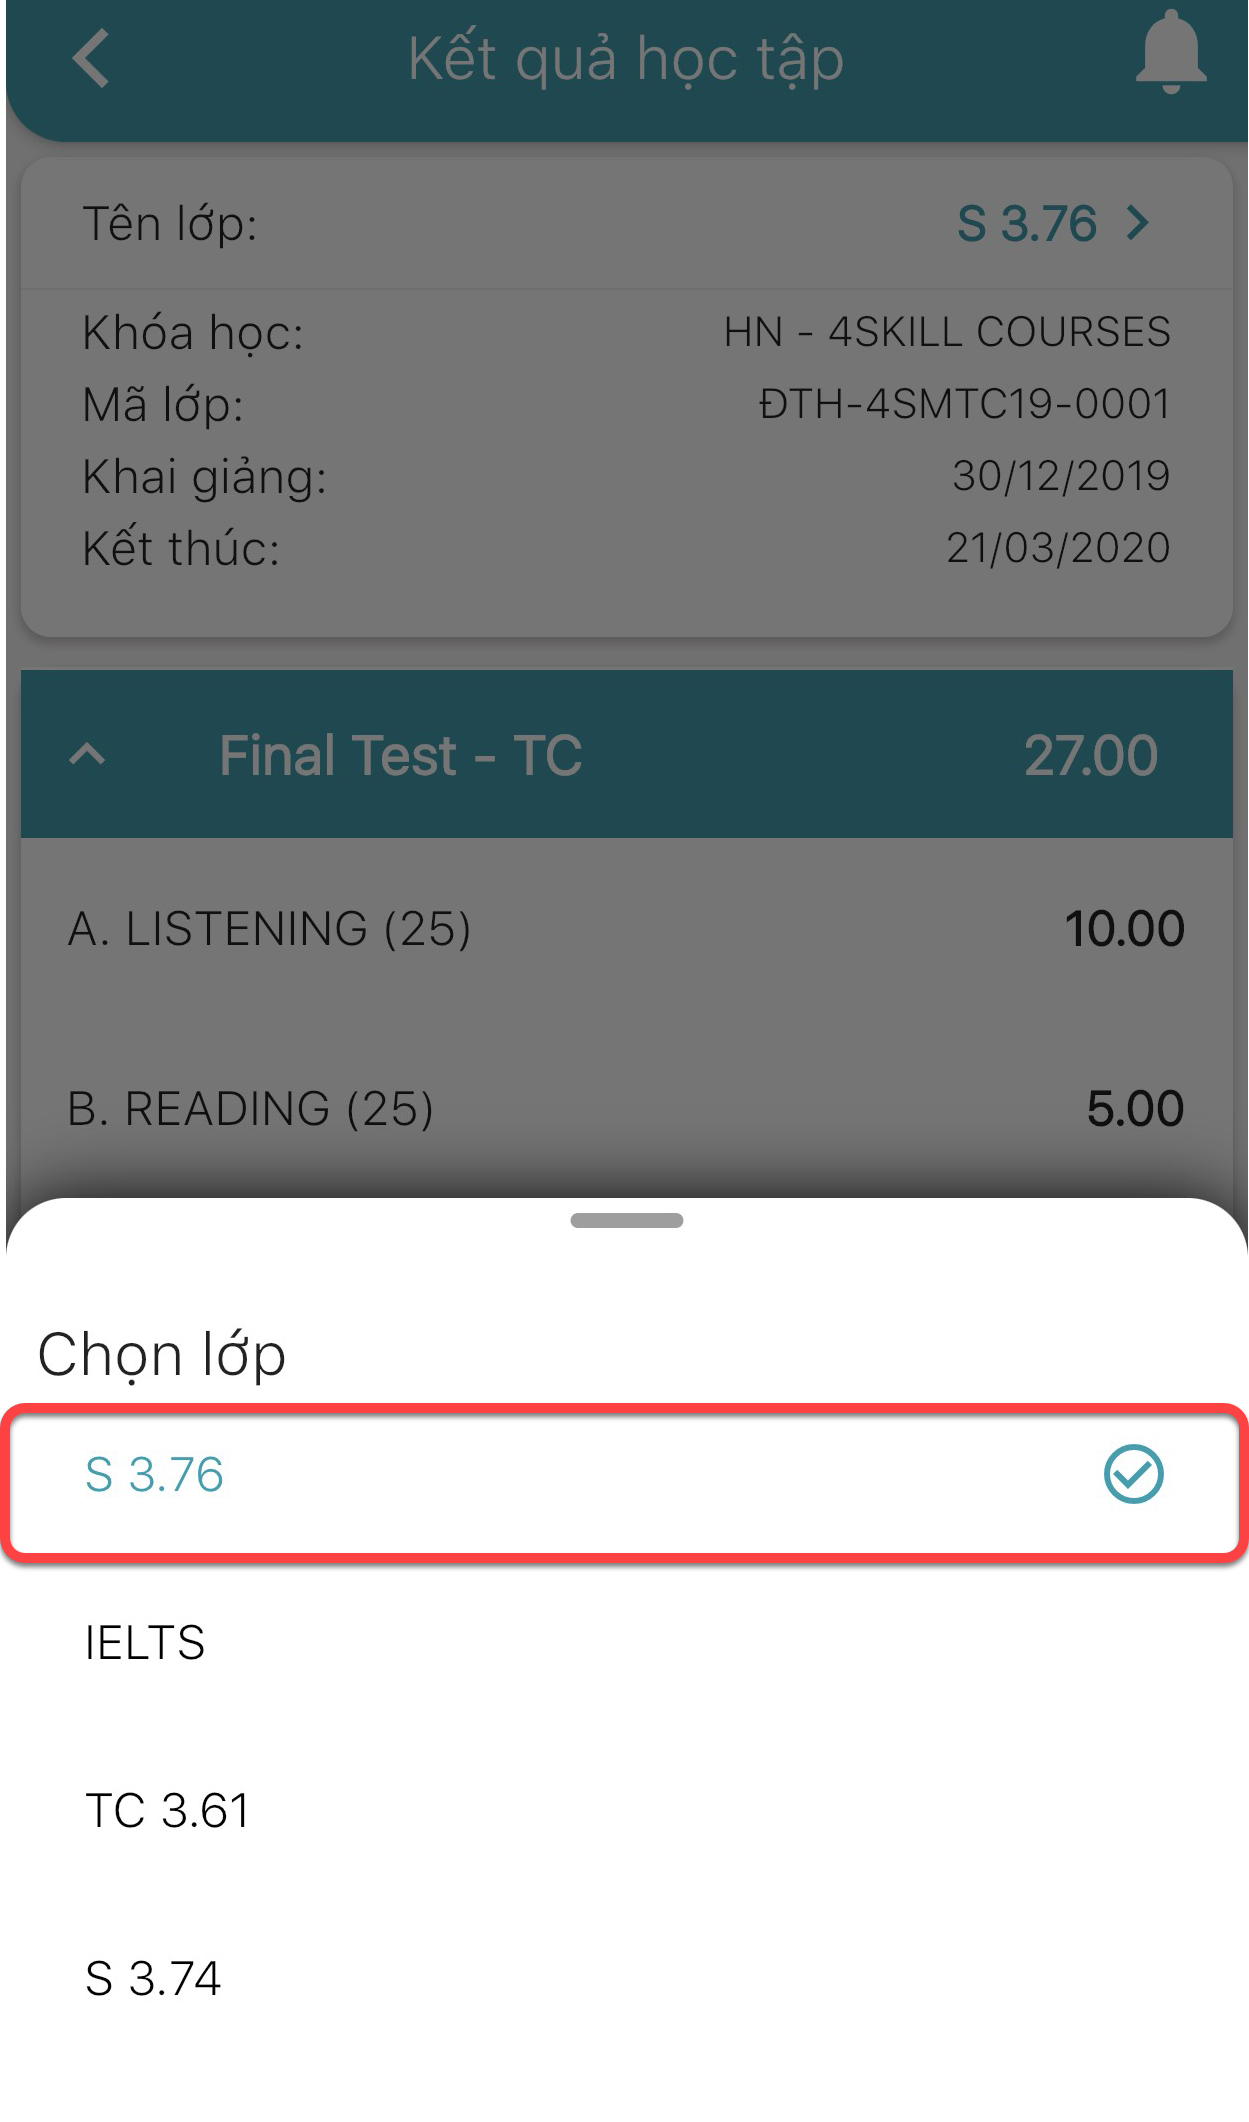 Kết quả học tập
Tên lớp: S 3.76
Khóa học: HN - 4SKILL COURSES
Mã lớp: ĐTH-4SMTC19-0001
Khai giảng: 30/12/2019
Kết thúc: 21/03/2020
Final Test - TC 27.00
A. LISTENING (25) 10.00
B. READING (25) 5.00
Chọn lớp
S 3.76
IELTS
TC 3.61
S 3.74